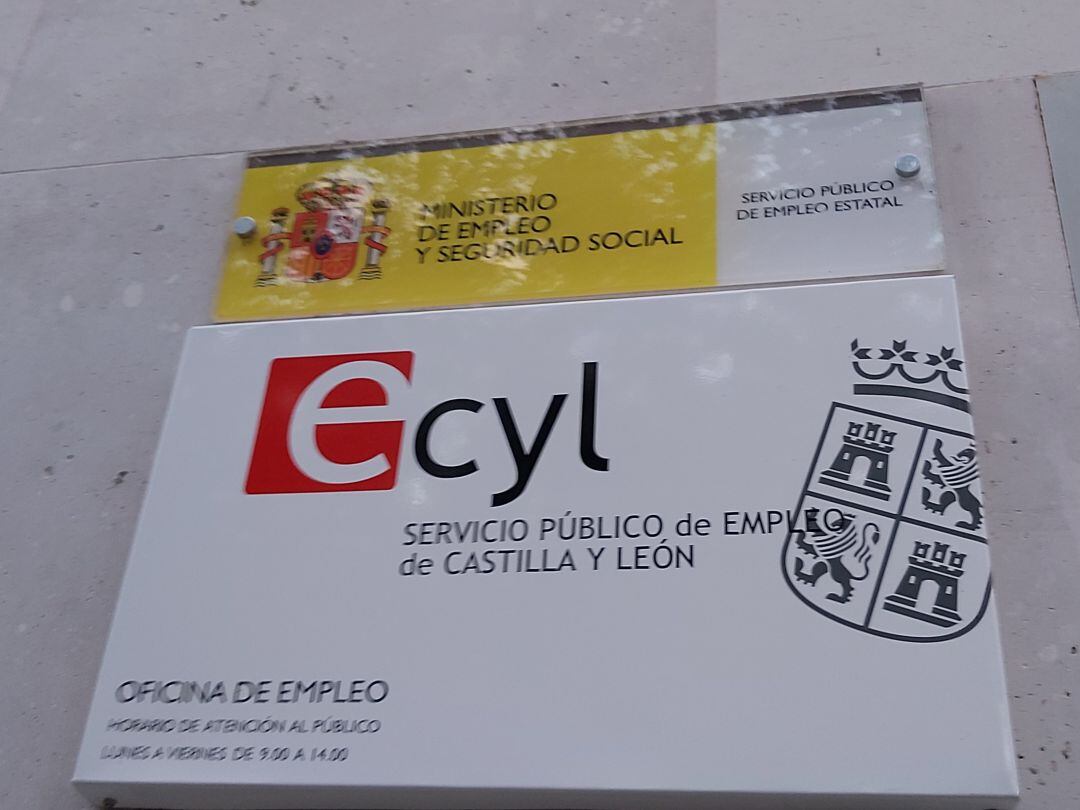 MINISTERIO
DE EMPLEO
Y SEGURIDAD SOCIAL
SERVICIO PÚBLICO
DE EMPLEO ESTATAL
ecyl
SERVICIO PÚBLICO de EMPLEO
de CASTILLA Y LEÓN
OFICINA DE EMPLEO
HORARIO DE ATENCIÓN AL PÚBLICO
LUNES A VIERNES DE 9.00 A 14.00